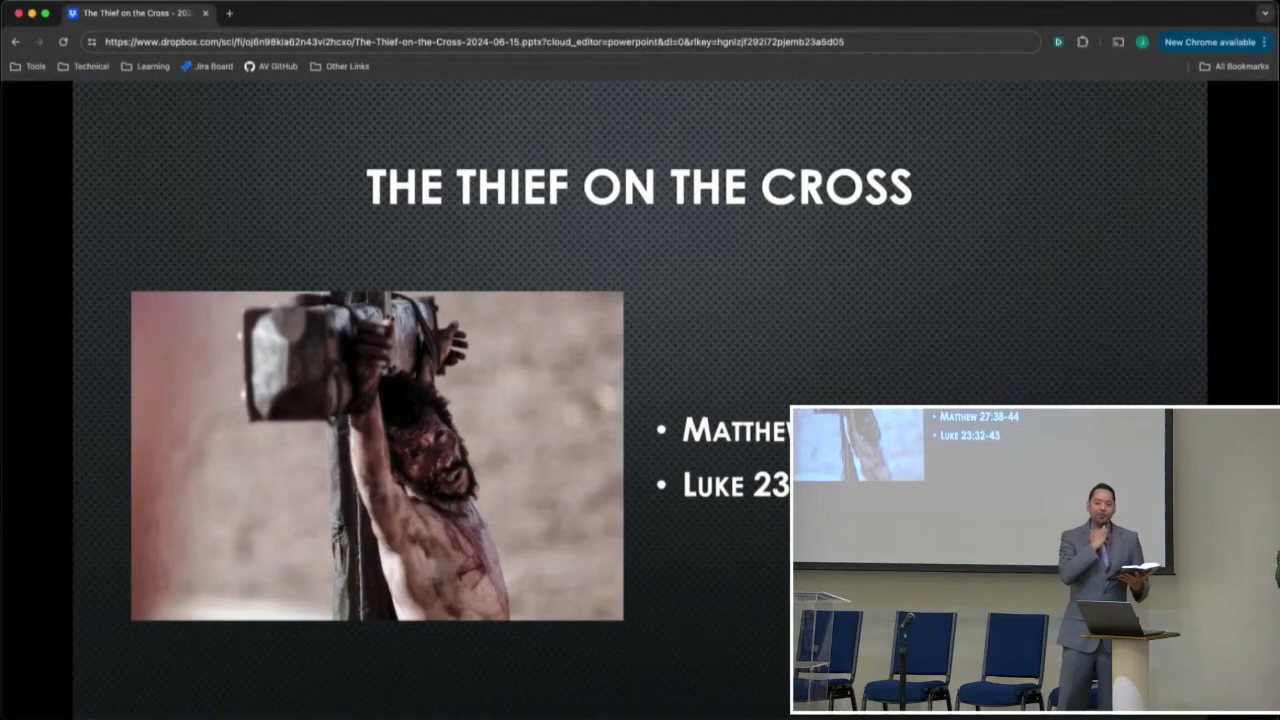 The Thief on the Cross - 202
https://www.dropbox.com/scl/fi/oj6n98kla62n43vi2hcxo/The-Thief-on-the-Cross-2024-06-15.pptx?cloud_editor=powerpoint&dl=0&rlkey=hgnlzjf292l72pjemb23a5d05
New Chrome available
Tools Technical Learning Jira Board AV GitHub Other Links All Bookmarks
THE THIEF ON THE CROSS
• MATTHEW
• LUKE 23
• MATTHEW 27:38-44
• LUKE 23:32-43